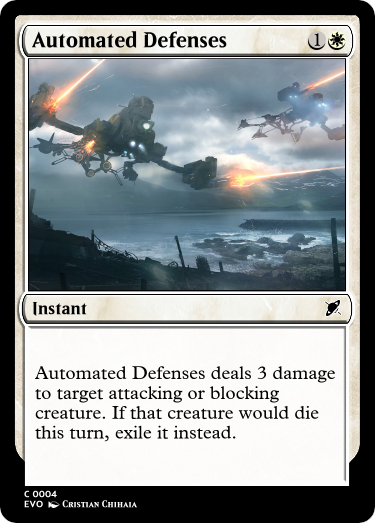 Automated Defenses 1
Instant
Automated Defenses deals 3 damage
to target attacking or blocking
creature. If that creature would die
this turn, exile it instead.
C 0004
EVO Cristian Chihaia